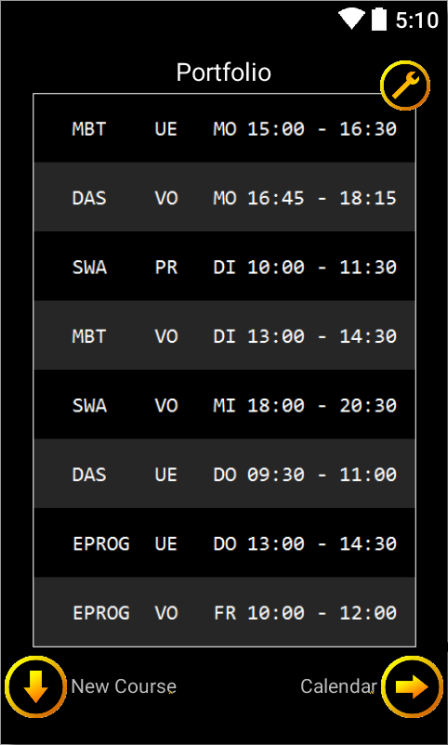 5:10
Portfolio
MBT UE MO 15:00 - 16:30
DAS VO MO 16:45 - 18:15
SWA PR DI 10:00 - 11:30
MBT VO DI 13:00 - 14:30
SWA VO MI 18:00 - 20:30
DAS UE DO 09:30 - 11:00
EPROG UE DO 13:00 - 14:30
EPROG VO FR 10:00 - 12:00
New Course Calendar